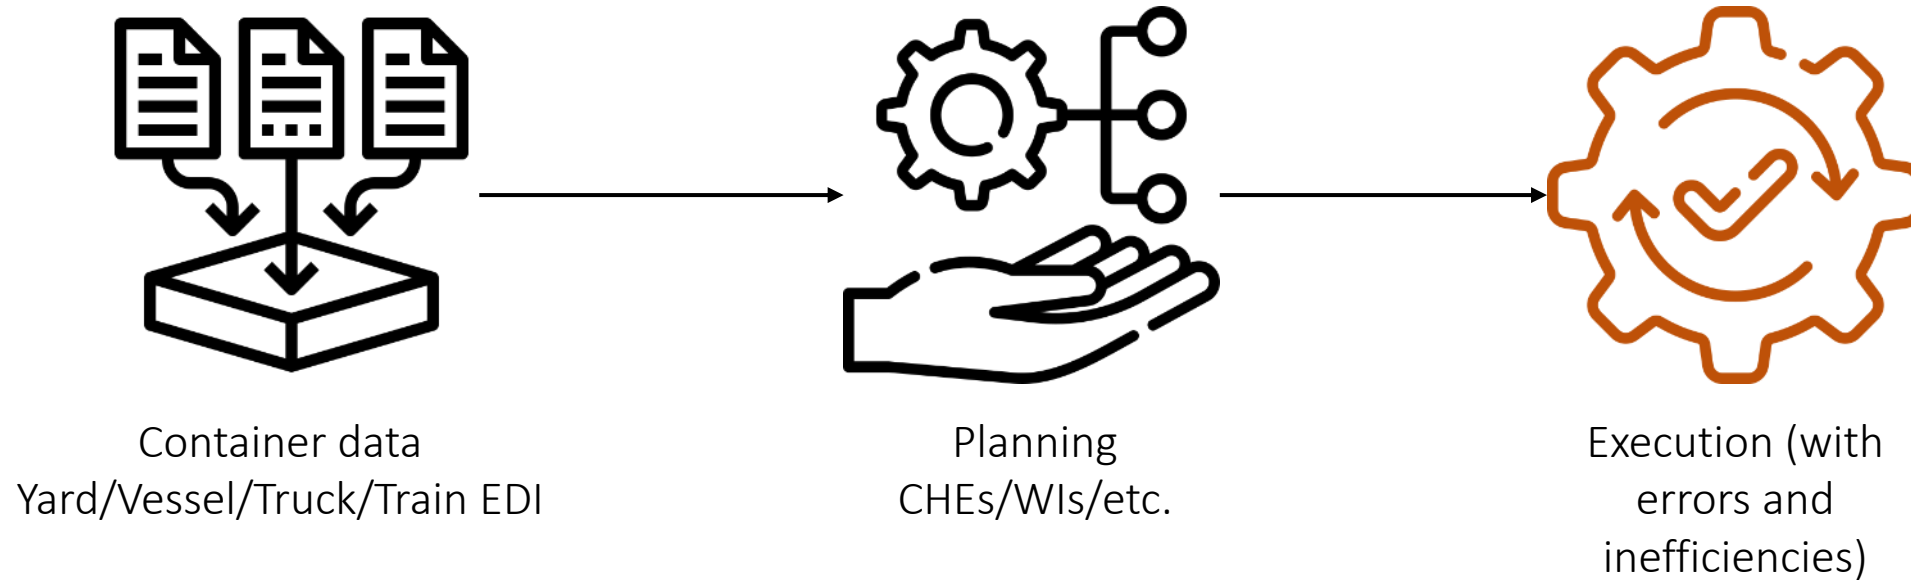 Container data
Yard/Vessel/Truck/Train EDI
Planning
CHEs/WIs/etc.
Execution (with
errors and
inefficiencies)